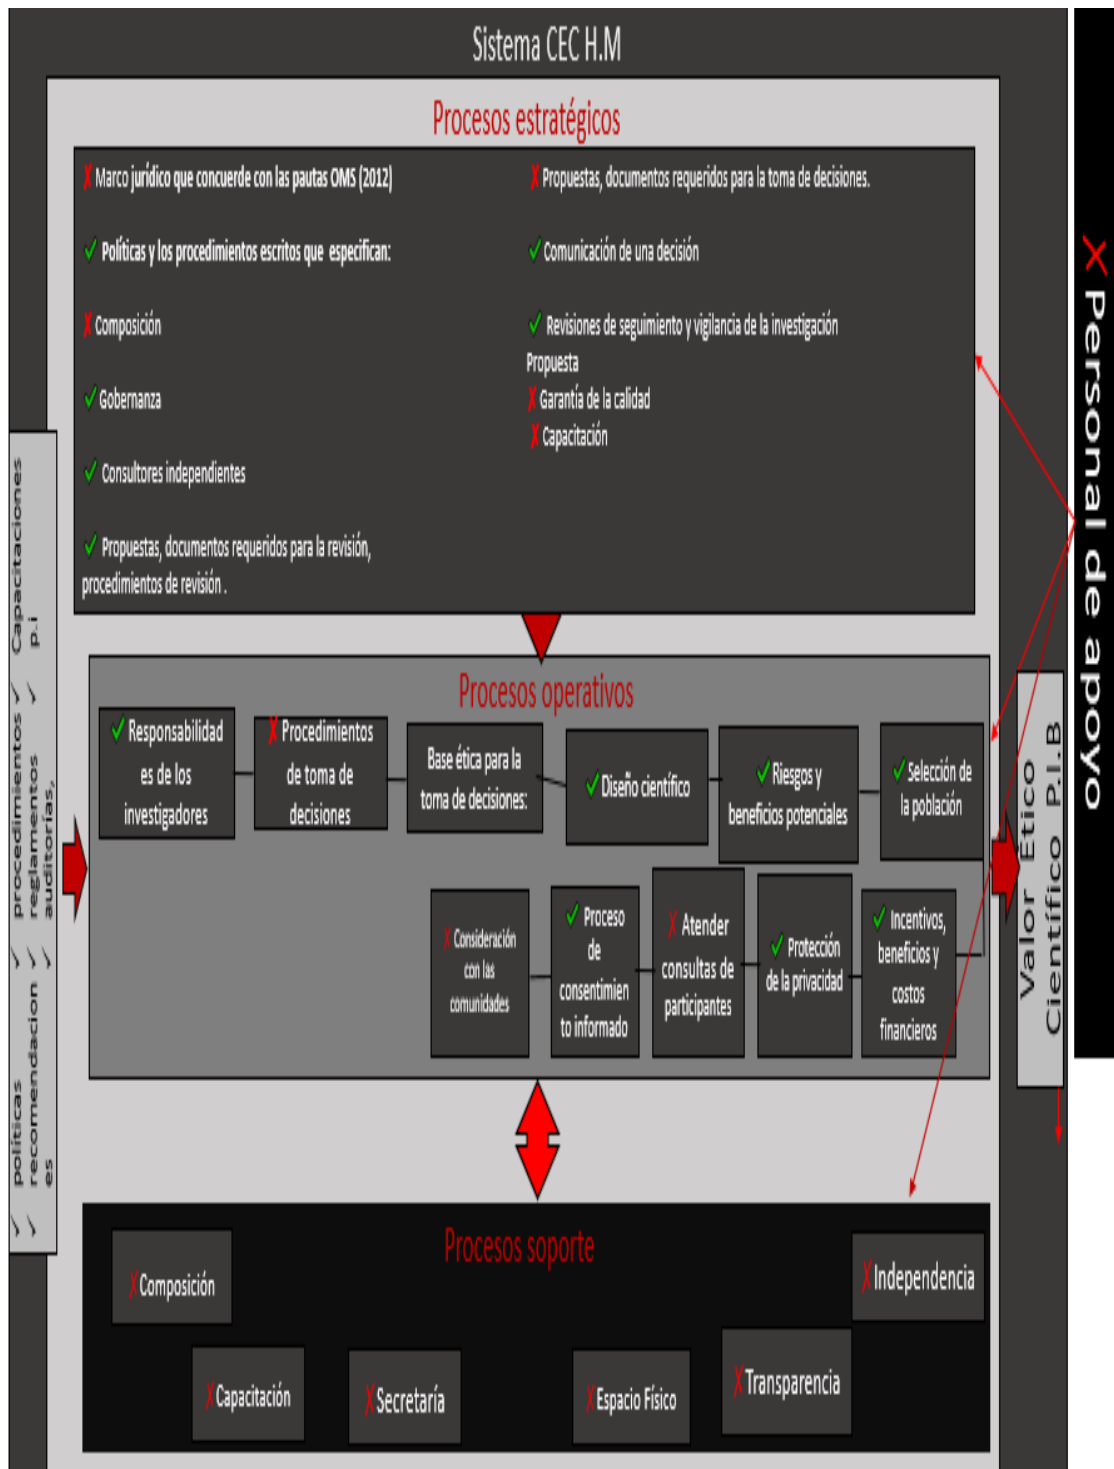 Sistema CEC H.M
Procesos estratégicos
✗ Marco jurídico que concuerde con las pautas OMS (2012)
✓ Políticas y los procedimientos escritos que especifican:
✗ Composición
✓ Gobernanza
✓ Consultores independientes
✓ Propuestas, documentos requeridos para la revisión,
procedimientos de revisión .
✗ Propuestas, documentos requeridos para la toma de decisiones.
✓ Comunicación de una decisión
✓ Revisiones de seguimiento y vigilancia de la investigación
Propuesta
✗ Garantía de la calidad
✗ Capacitación
✗ Personal de apoyo
✓ políticas ✓ procedimientos ✓ Capacitaciones
✓ recomendacion ✓ reglamentos ✓ p.i
es ✓ auditorías,
Procesos operativos
✓ Responsabilidad
es de los
investigadores
✗ Procedimientos
de toma de
decisiones
Base ética para la
toma de decisiones:
✓ Diseño científico
✓ Riesgos y
beneficios potenciales
✓ Selección de
la población
✗ Consideración
con las
comunidades
✓ Proceso
de
consentimien
to informado
✗ Atender
consultas de
participantes
✓ Protección
de la privacidad
✓ Incentivos,
beneficios y
costos
financieros
Valor Ético
Científico P.I.B
Procesos soporte
✗ Composición
✗ Capacitación
✗ Secretaría
✗ Espacio Físico
✗ Transparencia
✗ Independencia